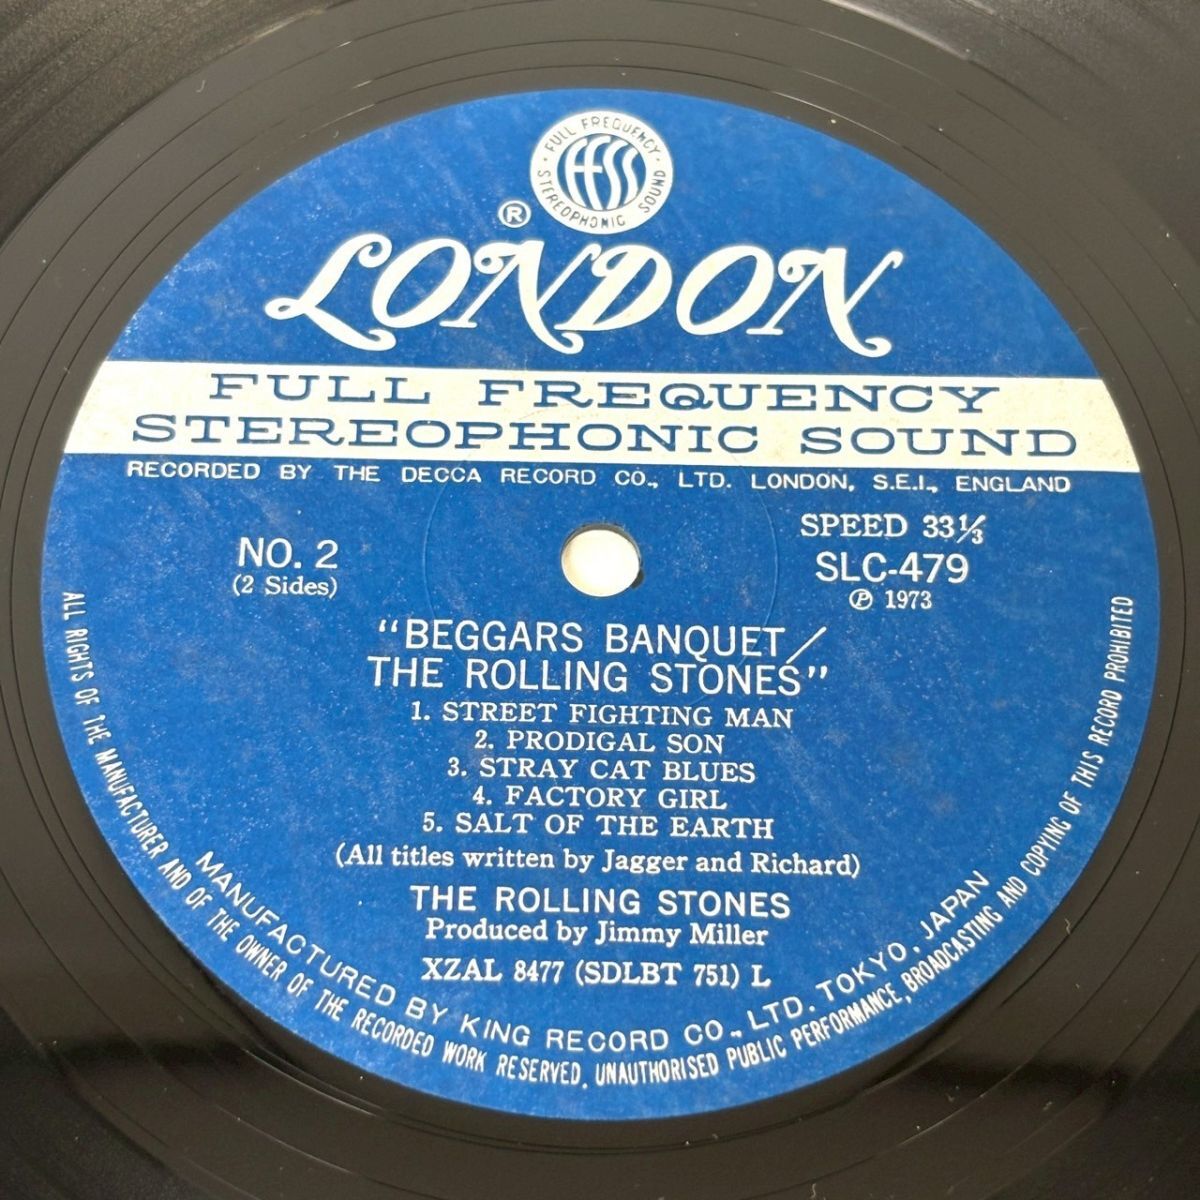 FULL FREQUENCY
ffss
STEREOPHONIC SOUND
®
LONDON
FULL FREQUENCY
STEREOPHONIC SOUND
RECORDED BY THE DECCA RECORD CO., LTD. LONDON, S.E.I., ENGLAND
NO. 2
(2 Sides)
SPEED 33⅓
SLC-479
℗ 1973
"BEGGARS BANQUET/
THE ROLLING STONES"
1. STREET FIGHTING MAN
2. PRODIGAL SON
3. STRAY CAT BLUES
4. FACTORY GIRL
5. SALT OF THE EARTH
(All titles written by Jagger and Richard)
THE ROLLING STONES
Produced by Jimmy Miller
XZAL 8477 (SDLBT 751) L
MANUFACTURED BY KING RECORD CO., LTD. TOKYO, JAPAN
ALL RIGHTS OF THE MANUFACTURER AND OF THE OWNER OF THE RECORDED WORK RESERVED. UNAUTHORISED PUBLIC PERFORMANCE, BROADCASTING AND COPYING OF THIS RECORD PROHIBITED